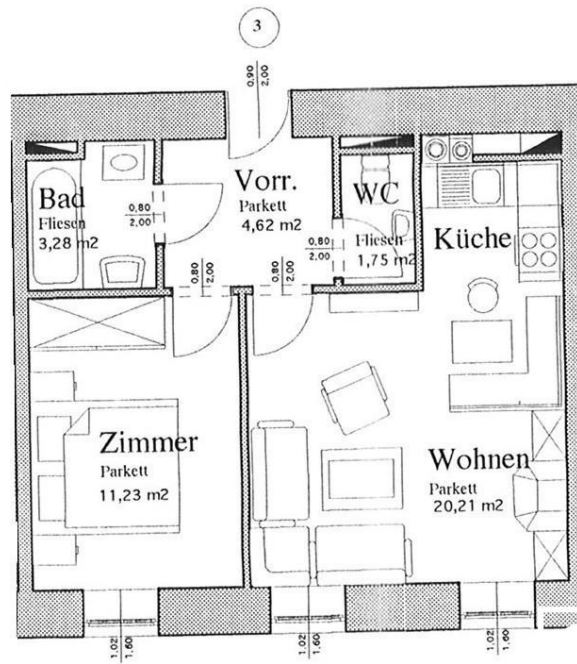 3
0,90
2,00
Bad
Fliesen
3,28 m2
0,80
2,00
Vorr.
Parkett
4,62 m2
WC
Fliesen
1,75 m2
0,80
2,00
Küche
0,80
2,00
0,80
2,00
Zimmer
Parkett
11,23 m2
Wohnen
Parkett
20,21 m2
1,02
1,60
1,02
1,60
1,02
1,60